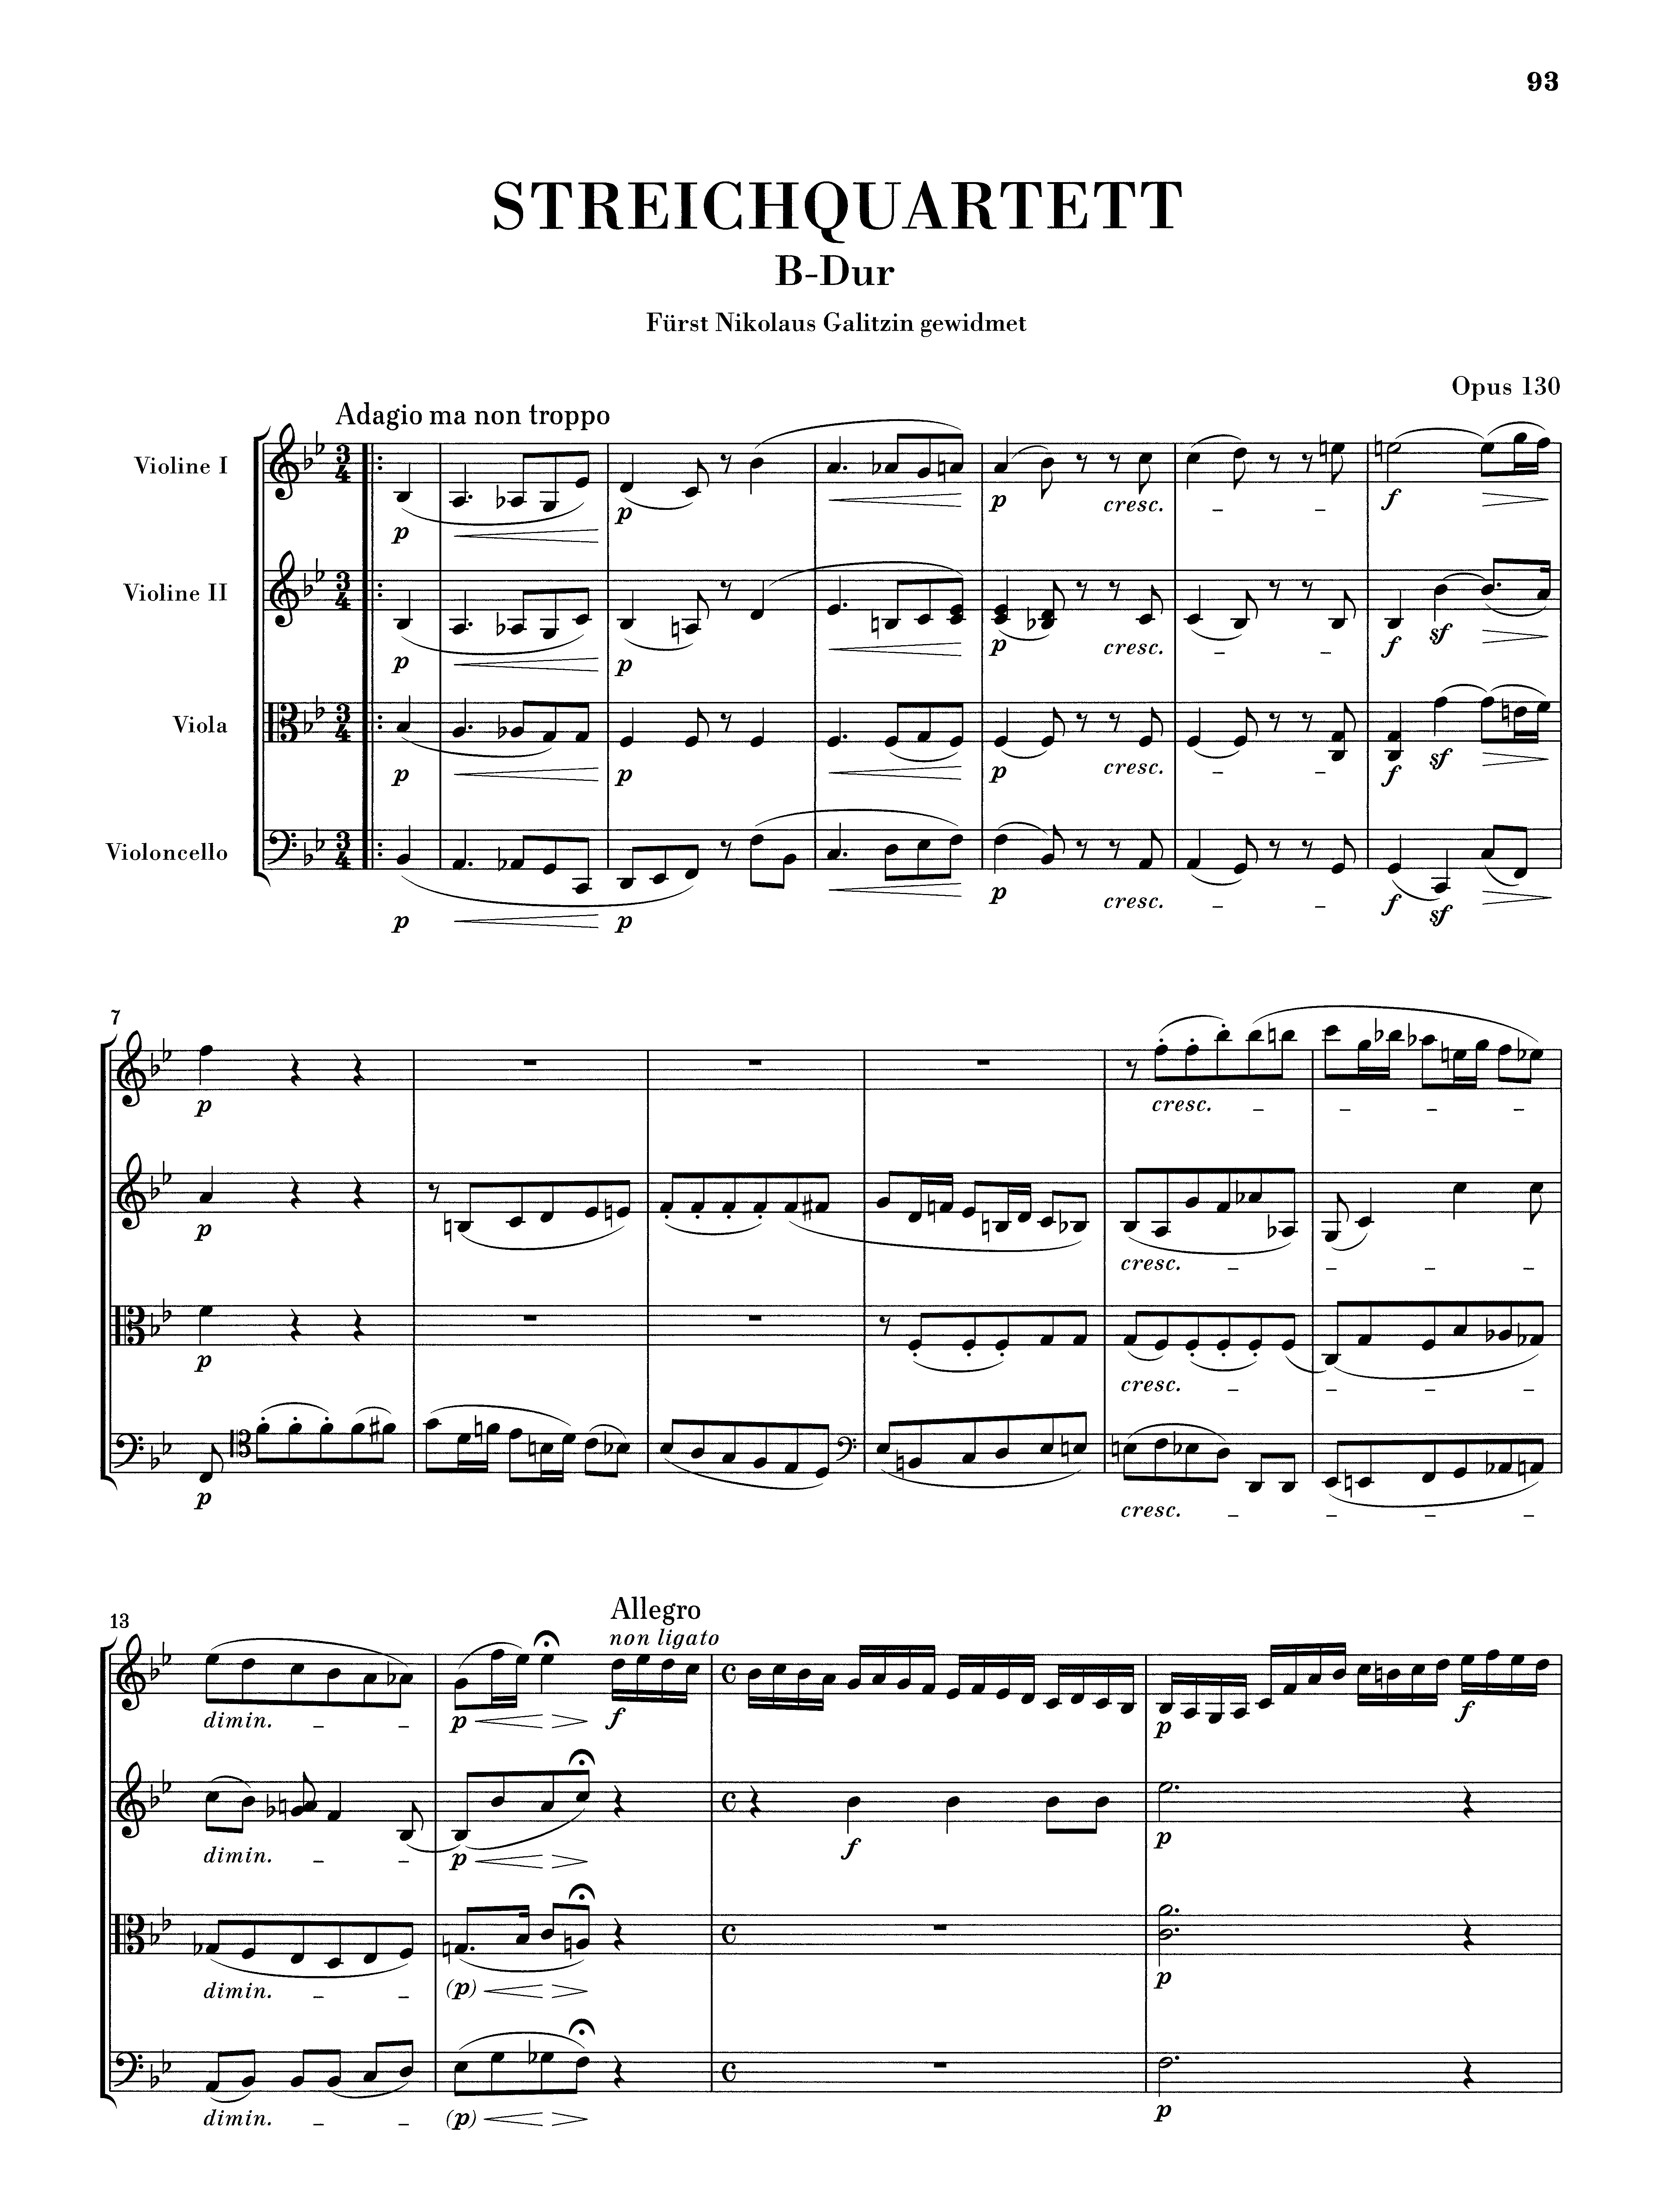 93
STREICHQUARTETT
B-Dur
Fürst Nikolaus Galitzin gewidmet
Opus 130
Adagio ma non troppo
Violine I
p p p cresc. f
Violine II
p p p cresc. f sf
Viola
p p p cresc. f sf
Violoncello
p p p cresc. f sf
7
p cresc.
p cresc.
p cresc.
p cresc.
13
Allegro
non ligato
dimin. p f p f
dimin. p f p
dimin. (p) p
dimin. (p) p